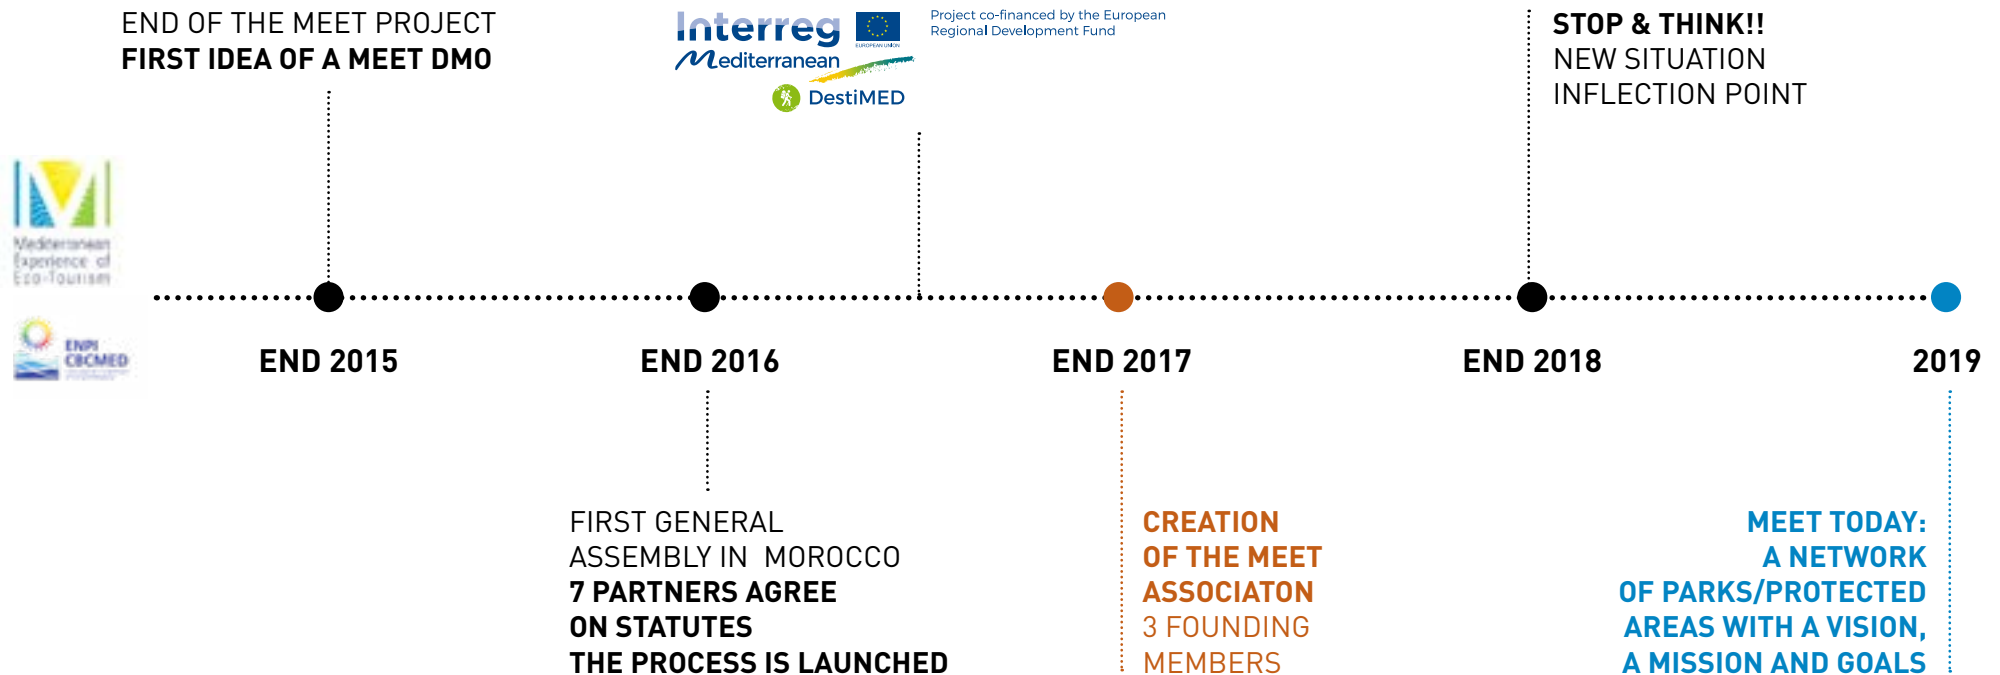 END OF THE MEET PROJECT
FIRST IDEA OF A MEET DMO
Interreg
EUROPEAN UNION
Mediterranean
DestiMED
Project co-financed by the European
Regional Development Fund
STOP & THINK!!
NEW SITUATION
INFLECTION POINT
Mediterranean
Experience of
Eco-Tourism
ENPI
CBCMED
END 2015
END 2016
END 2017
END 2018
2019
FIRST GENERAL
ASSEMBLY IN MOROCCO
7 PARTNERS AGREE
ON STATUTES
THE PROCESS IS LAUNCHED
CREATION
OF THE MEET
ASSOCIATON
3 FOUNDING
MEMBERS
MEET TODAY:
A NETWORK
OF PARKS/PROTECTED
AREAS WITH A VISION,
A MISSION AND GOALS